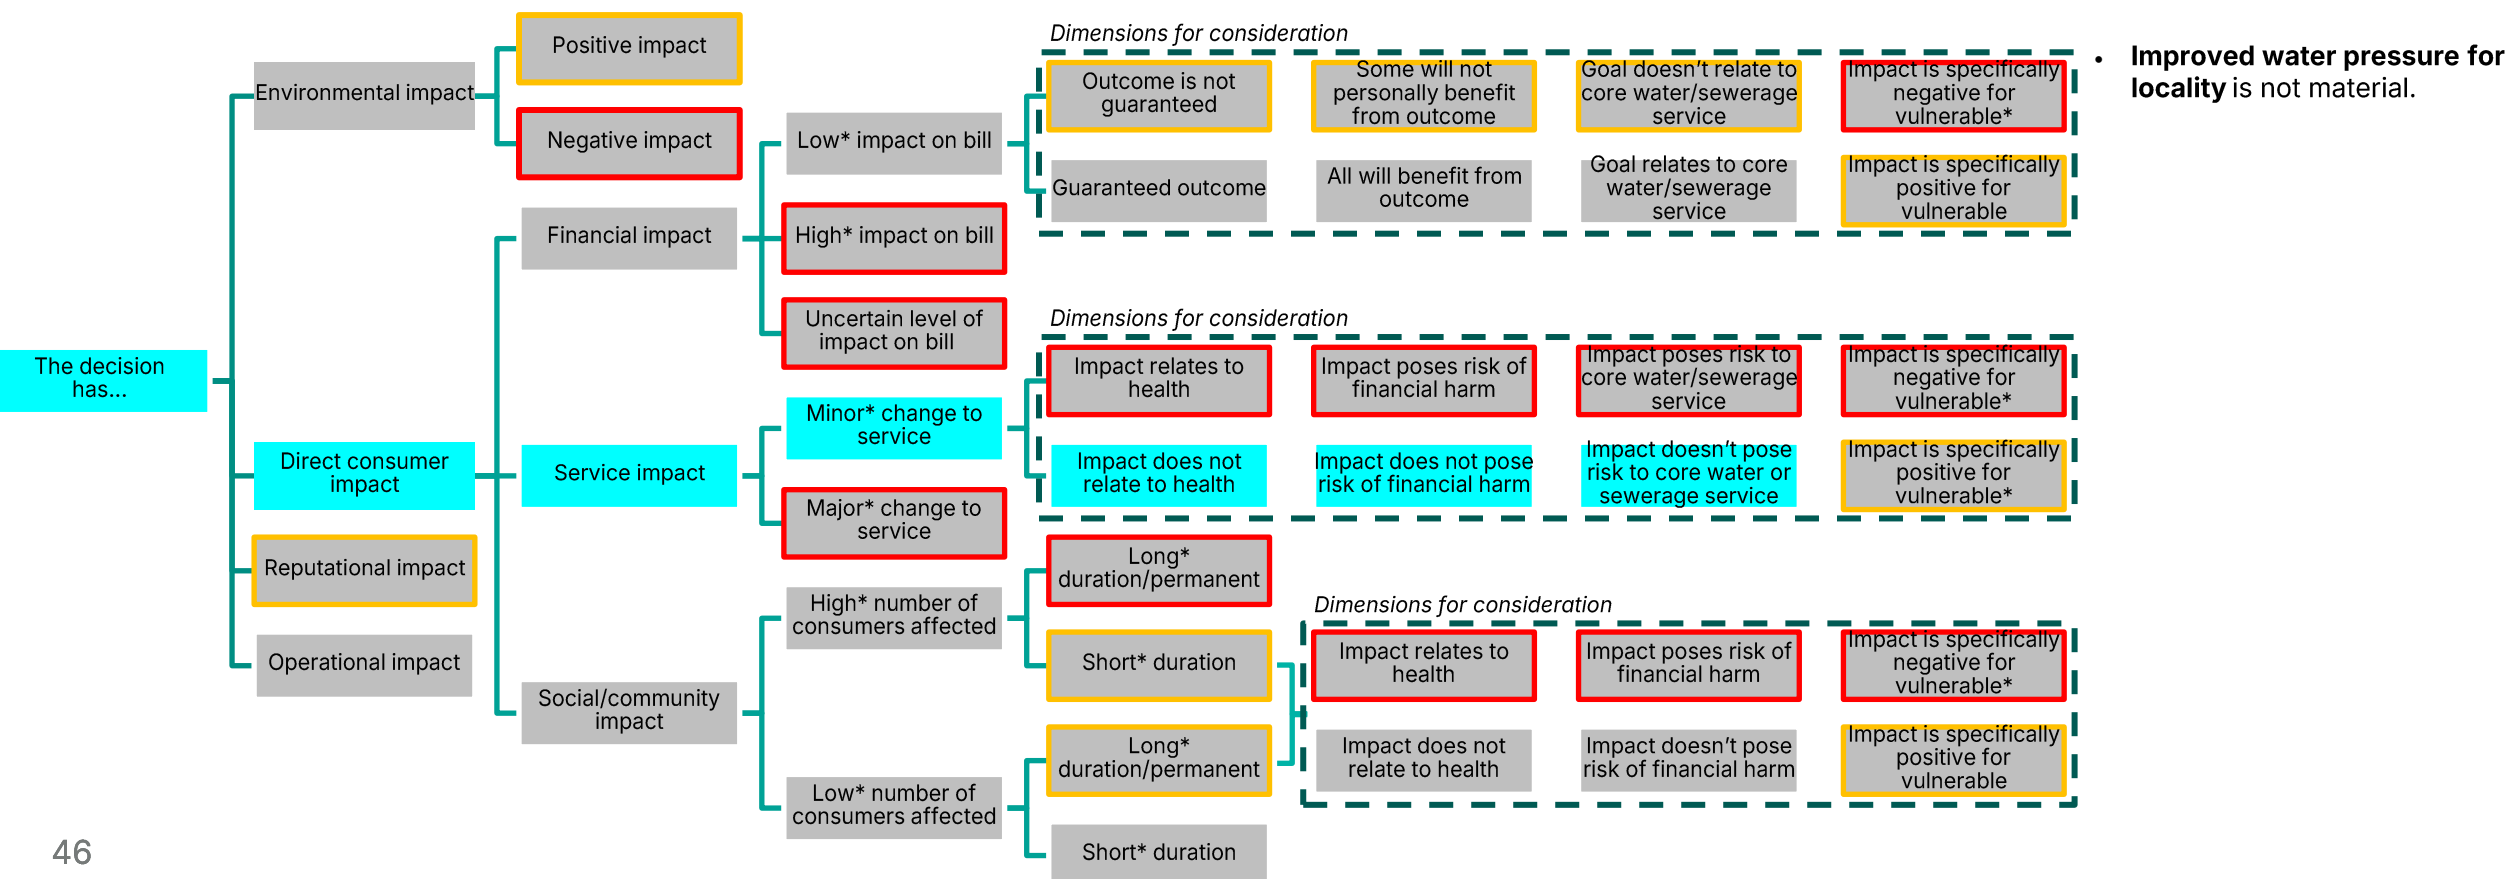 The decision
has...
Environmental impact
Direct consumer
impact
Reputational impact
Operational impact
Positive impact
Negative impact
Financial impact
Service impact
Social/community
impact
Low* impact on bill
High* impact on bill
Uncertain level of
impact on bill
Minor* change to
service
Major* change to
service
High* number of
consumers affected
Low* number of
consumers affected
Dimensions for consideration
Outcome is not
guaranteed
Some will not
personally benefit
from outcome
Goal doesn't relate to
core water/sewerage
service
Impact is specifically
negative for
vulnerable*
Guaranteed outcome
All will benefit from
outcome
Goal relates to core
water/sewerage
service
Impact is specifically
positive for
vulnerable
Dimensions for consideration
Impact relates to
health
Impact poses risk of
financial harm
Impact poses risk to
core water/sewerage
service
Impact is specifically
negative for
vulnerable*
Impact does not
relate to health
Impact does not pose
risk of financial harm
Impact doesn't pose
risk to core water or
sewerage service
Impact is specifically
positive for
vulnerable*
Long*
duration/permanent
Short* duration
Long*
duration/permanent
Short* duration
Dimensions for consideration
Impact relates to
health
Impact poses risk of
financial harm
Impact is specifically
negative for
vulnerable*
Impact does not
relate to health
Impact doesn't pose
risk of financial harm
Impact is specifically
positive for
vulnerable
• Improved water pressure for
locality is not material.
46